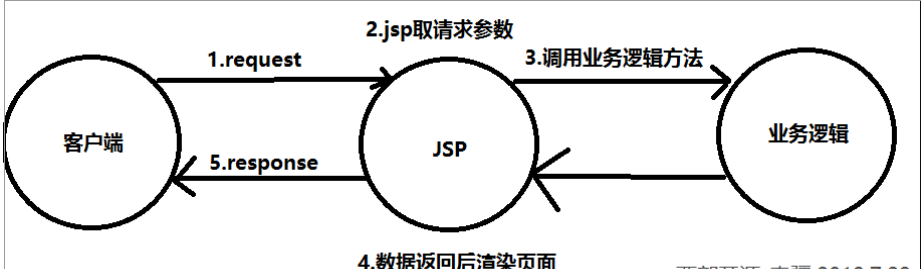 2.jsp取请求参数
1.request
3.调用业务逻辑方法
客户端
JSP
业务逻辑
5.response
4.数据返回后渲染页面